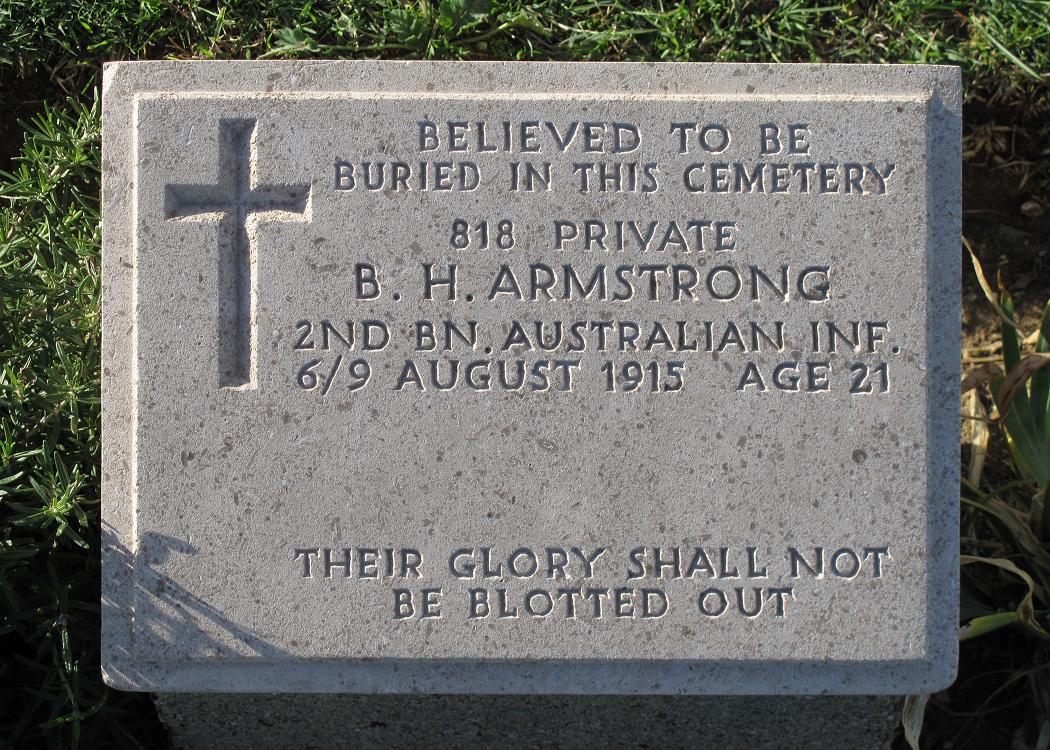 BELIEVED TO BE
BURIED IN THIS CEMETERY
818 PRIVATE
B. H. ARMSTRONG
2ND BN. AUSTRALIAN INF.
6/9 AUGUST 1915 AGE 21
THEIR GLORY SHALL NOT
BE BLOTTED OUT